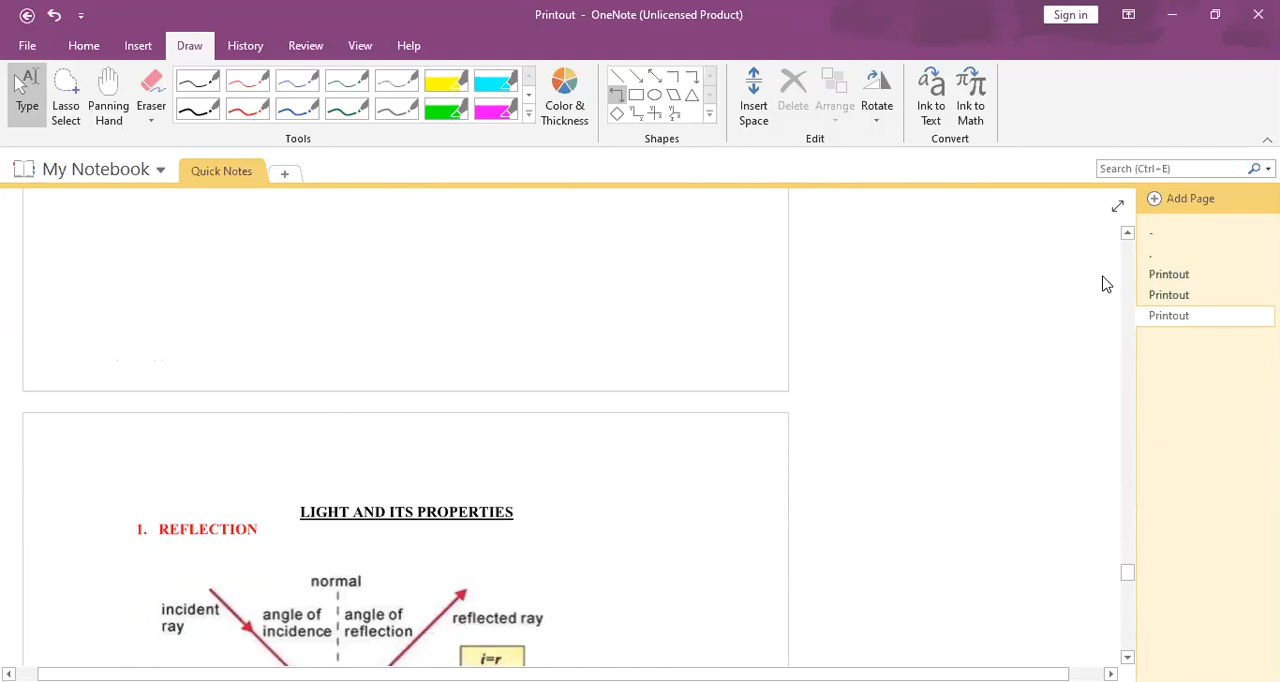 Printout - OneNote (Unlicensed Product)
Sign in
File Home Insert Draw History Review View Help
Type
Lasso Select
Panning Hand
Eraser
Color & Thickness
Insert Space
Delete
Arrange
Rotate
Ink to Text
Ink to Math
Tools
Shapes
Edit
Convert
My Notebook
Quick Notes
Search (Ctrl+E)
Add Page
-
.
Printout
Printout
Printout
LIGHT AND ITS PROPERTIES
1. REFLECTION
normal
incident
ray
angle of
incidence
angle of
reflection
reflected ray
i=r